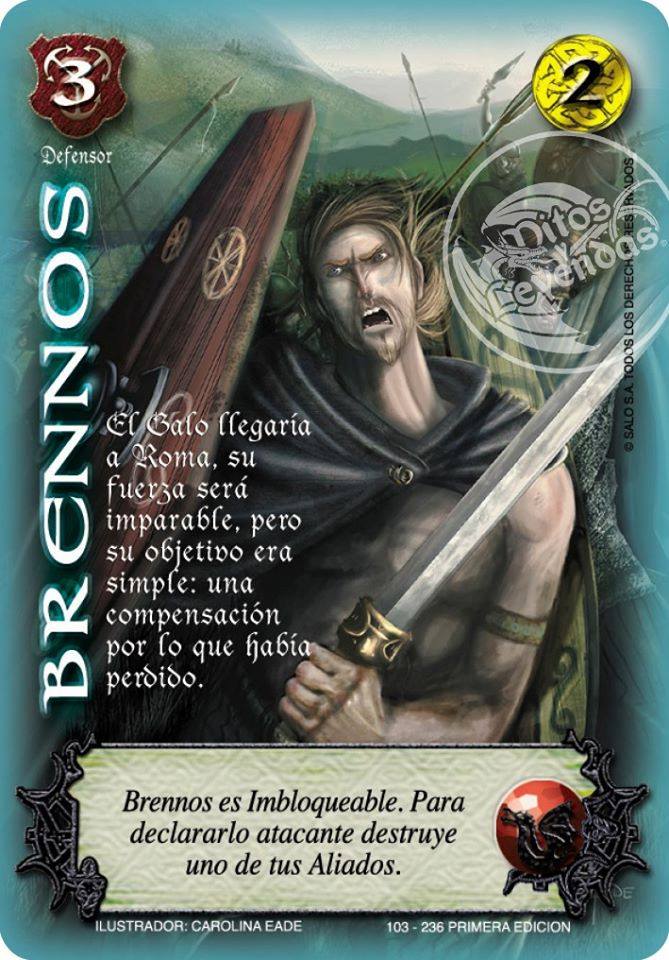 3
2
Defensor
Mitos
y
Leyendas
BRENNOS
© SALO S.A. TODOS LOS DERECHOS RESERVADOS
El Galo llegaría
a Roma, su
fuerza será
imparable, pero
su objetivo era
simple: una
compensación
por lo que había
perdido.
Brennos es Imbloqueable. Para
declararlo atacante destruye
uno de tus Aliados.
ILUSTRADOR: CAROLINA EADE
103 - 236 PRIMERA EDICION